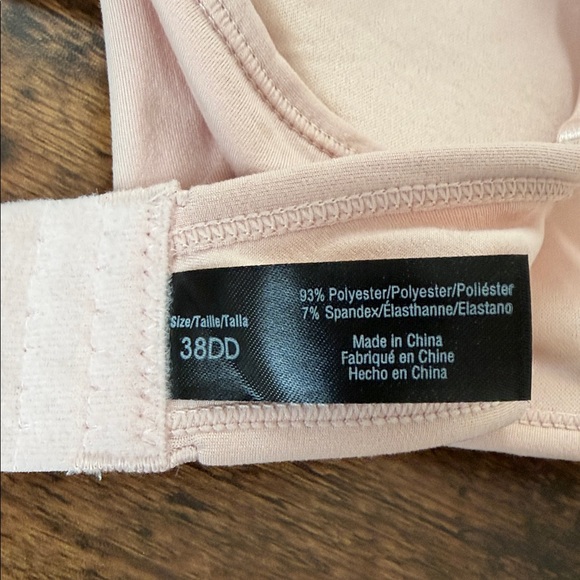 Size/Taille/Talla
38DD
93% Polyester/Polyester/Poliéster
7% Spandex/Élasthanne/Elastano
Made in China
Fabriqué en Chine
Hecho en China